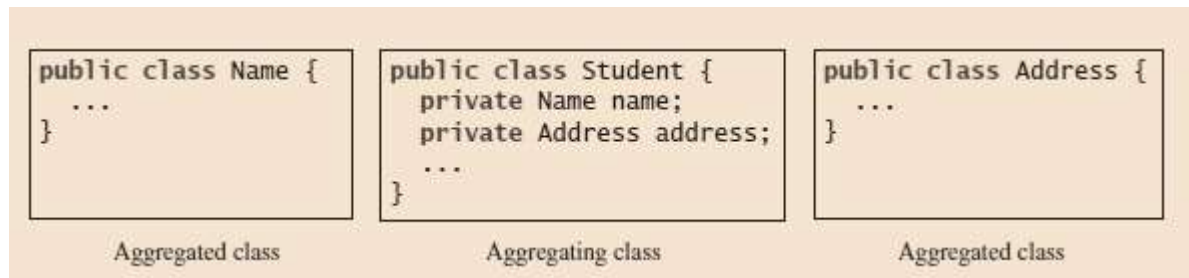 public class Name {
...
}
Aggregated class
public class Student {
private Name name;
private Address address;
...
}
Aggregating class
public class Address {
...
}
Aggregated class